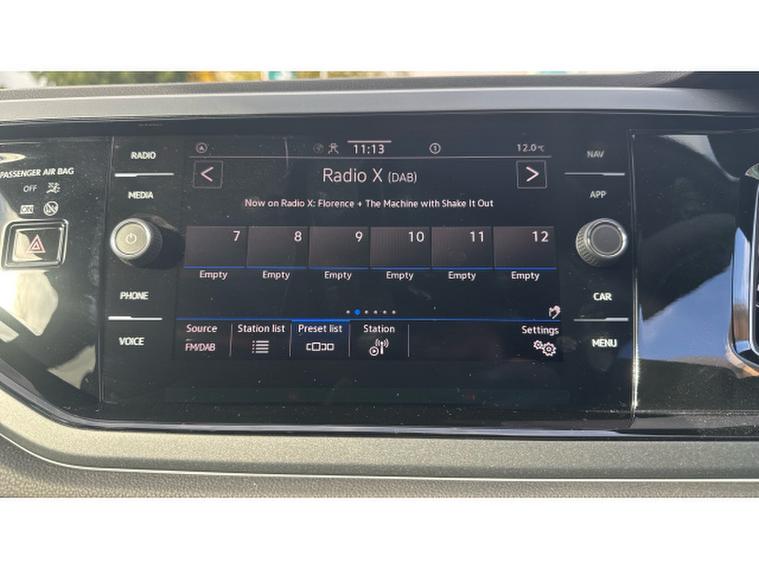 11:13
12.0°C
RADIO
NAV
PASSENGER AIR BAG
OFF
ON
Radio X (DAB)
MEDIA
APP
Now on Radio X: Florence + The Machine with Shake It Out
7 8 9 10 11 12
Empty Empty Empty Empty Empty Empty
PHONE
CAR
Source Station list Preset list Station Settings
FM/DAB
VOICE
MENU